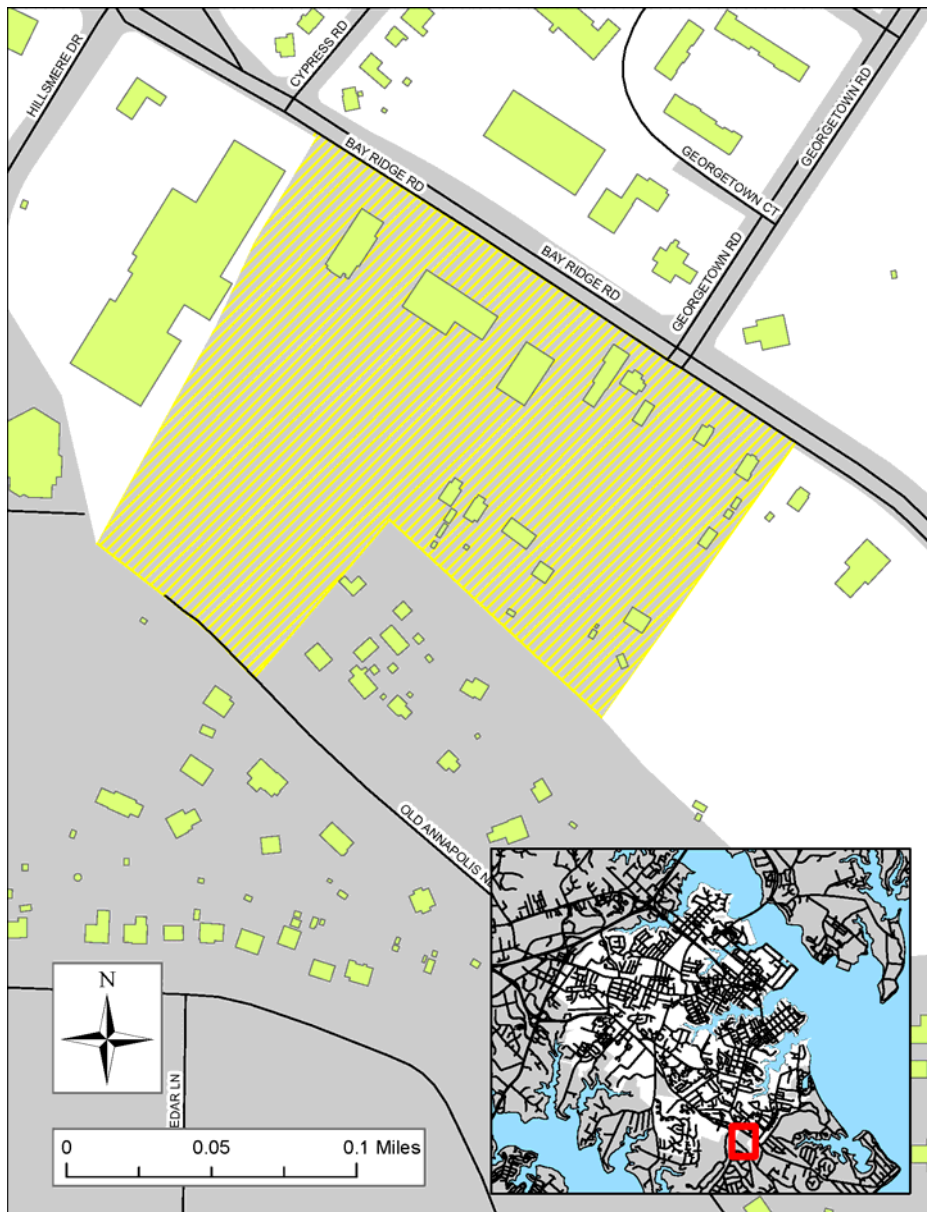 HILLSMERE DR
CYPRESS RD
BAY RIDGE RD
GEORGETOWN RD
GEORGETOWN CT
BAY RIDGE RD
GEORGETOWN RD
OLD ANNAPOLIS N
N
EDAR LN
0 0.05 0.1 Miles